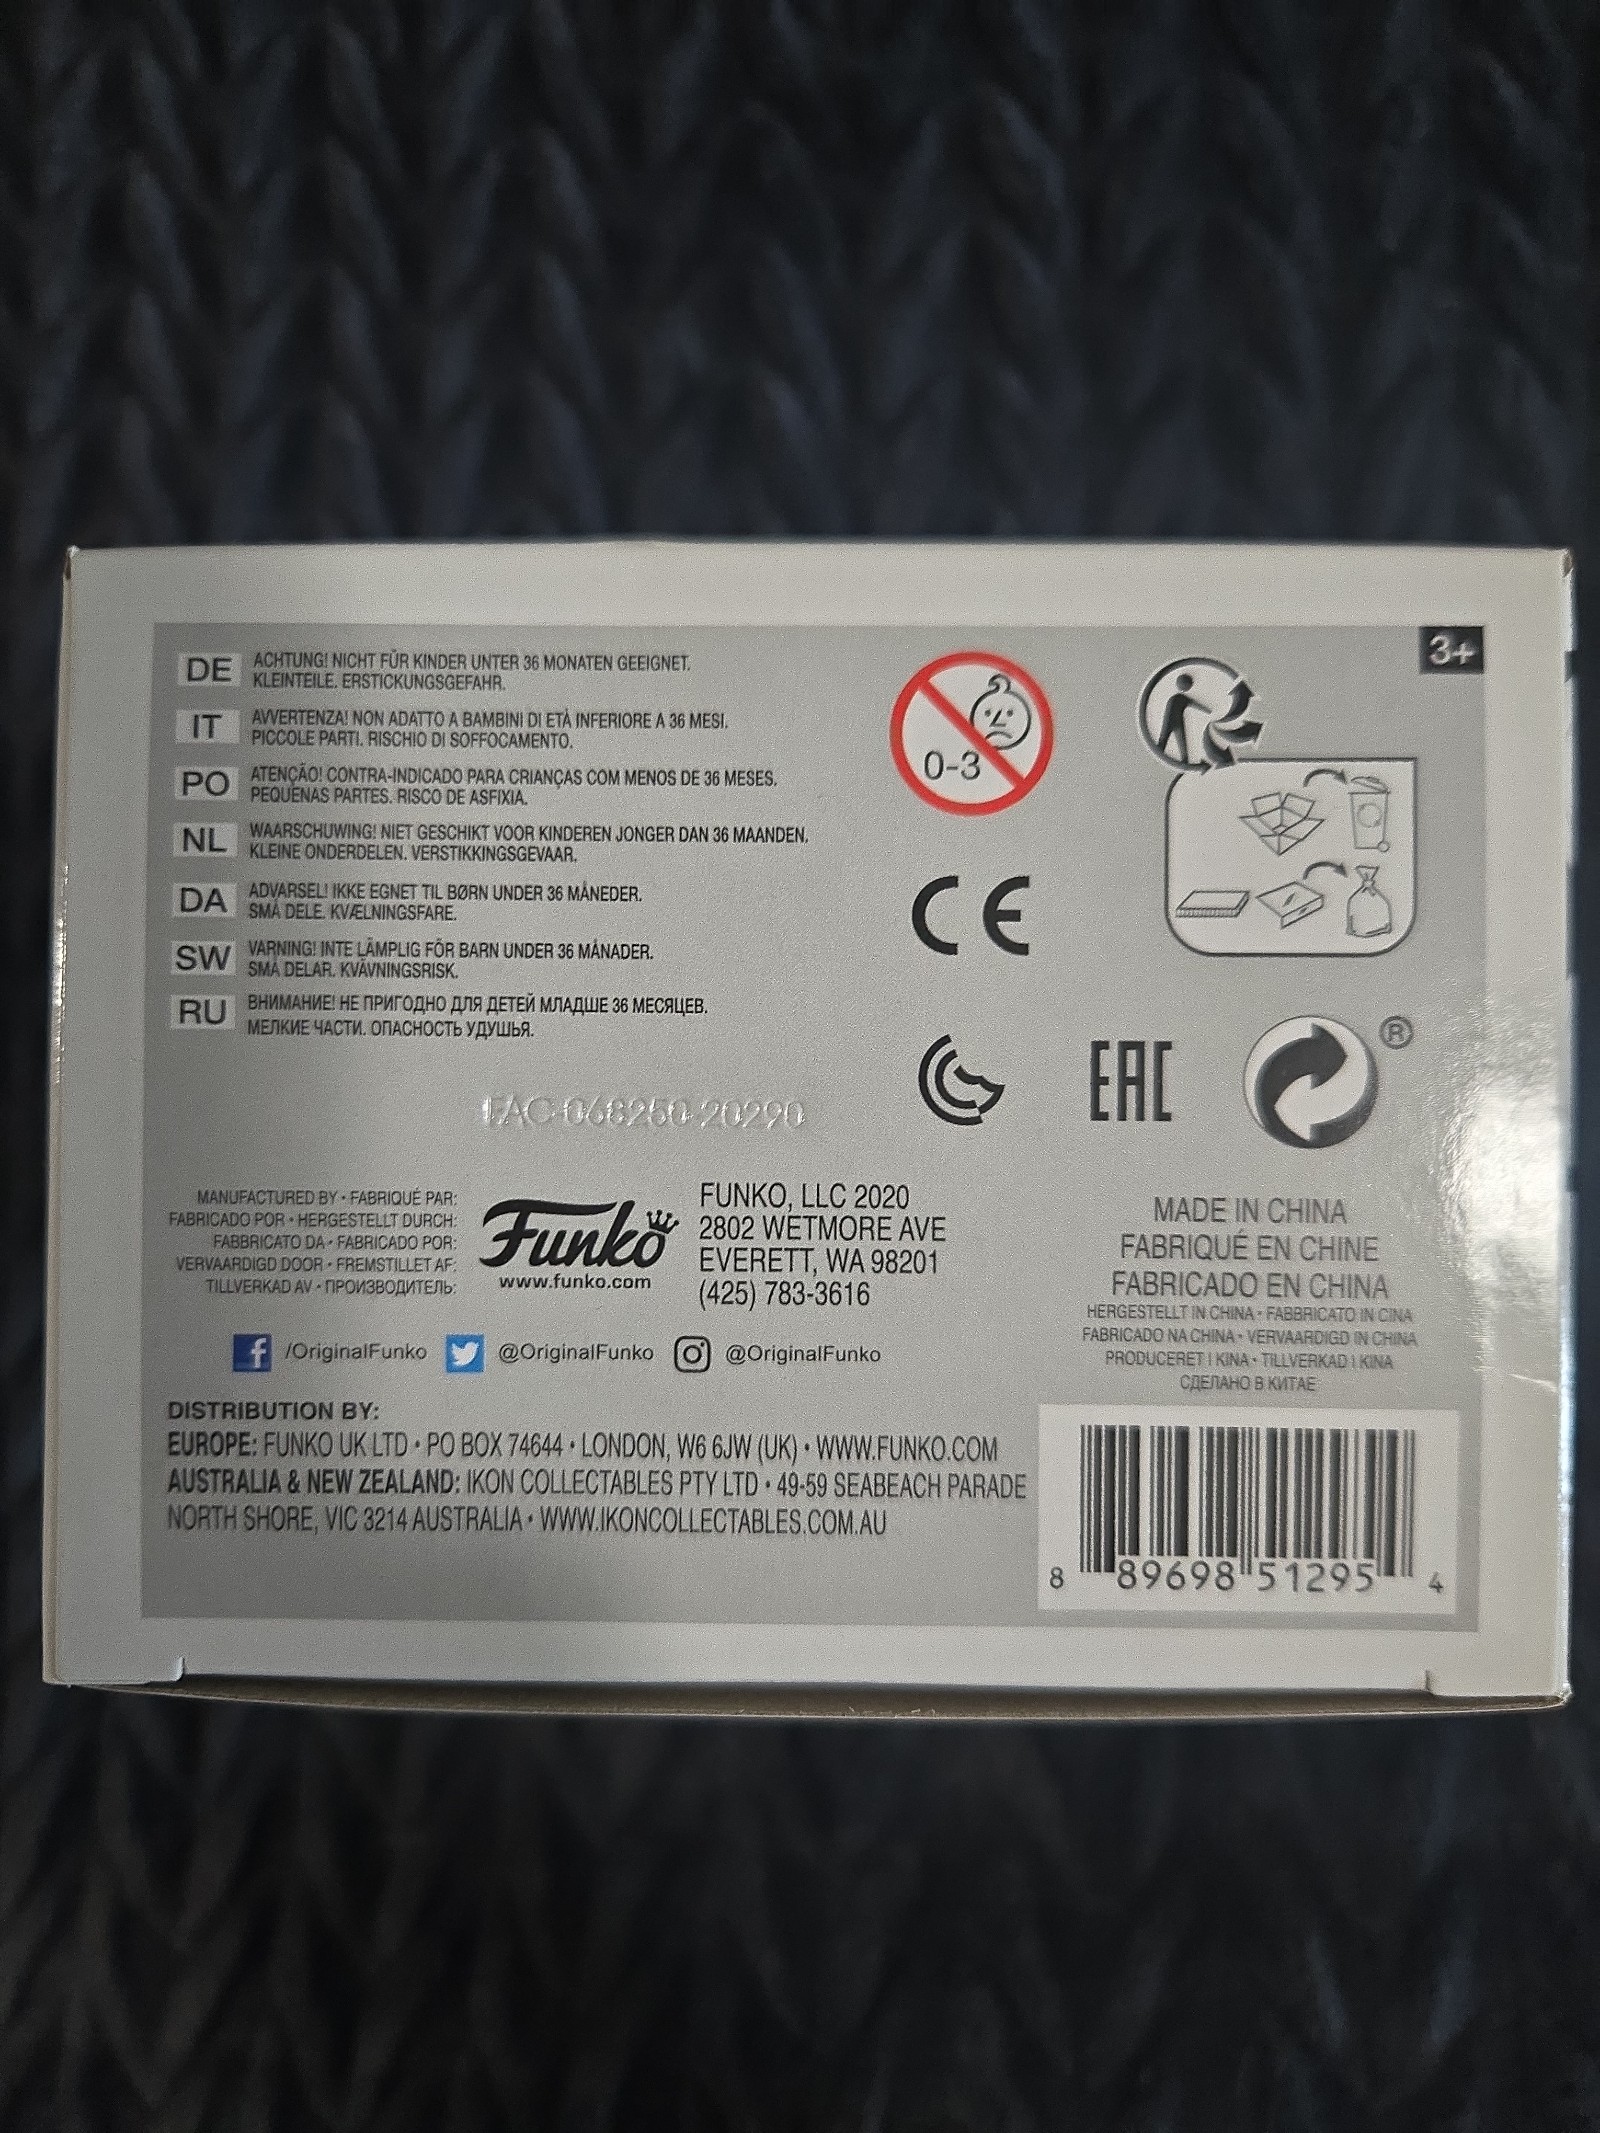 3+
DE ACHTUNG! NICHT FÜR KINDER UNTER 36 MONATEN GEEIGNET.
KLEINTEILE. ERSTICKUNGSGEFAHR.
IT AVVERTENZA! NON ADATTO A BAMBINI DI ETÀ INFERIORE A 36 MESI.
PICCOLE PARTI. RISCHIO DI SOFFOCAMENTO.
PO ATENÇÃO! CONTRA-INDICADO PARA CRIANÇAS COM MENOS DE 36 MESES.
PEQUENAS PARTES. RISCO DE ASFIXIA.
NL WAARSCHUWING! NIET GESCHIKT VOOR KINDEREN JONGER DAN 36 MAANDEN.
KLEINE ONDERDELEN. VERSTIKKINGSGEVAAR.
DA ADVARSEL! IKKE EGNET TIL BØRN UNDER 36 MÅNEDER.
SMÅ DELE. KVÆLNINGSFARE.
SW VARNING! INTE LÄMPLIG FÖR BARN UNDER 36 MÅNADER.
SMÅ DELAR. KVÄVNINGSRISK.
RU ВНИМАНИЕ! НЕ ПРИГОДНО ДЛЯ ДЕТЕЙ МЛАДШЕ 36 МЕСЯЦЕВ.
МЕЛКИЕ ЧАСТИ. ОПАСНОСТЬ УДУШЬЯ.
0-3
CE
EAC
®
FAC-068250-20290
MANUFACTURED BY • FABRIQUÉ PAR:
FABRICADO POR • HERGESTELLT DURCH:
FABBRICATO DA • FABRICADO POR:
VERVAARDIGD DOOR • FREMSTILLET AF:
TILLVERKAD AV • ПРОИЗВОДИТЕЛЬ:
Funko
www.funko.com
FUNKO, LLC 2020
2802 WETMORE AVE
EVERETT, WA 98201
(425) 783-3616
MADE IN CHINA
FABRIQUÉ EN CHINE
FABRICADO EN CHINA
HERGESTELLT IN CHINA • FABBRICATO IN CINA
FABRICADO NA CHINA • VERVAARDIGD IN CHINA
PRODUCERET I KINA • TILLVERKAD I KINA
СДЕЛАНО В КИТАЕ
/OriginalFunko @OriginalFunko @OriginalFunko
DISTRIBUTION BY:
EUROPE: FUNKO UK LTD • PO BOX 74644 • LONDON, W6 6JW (UK) • WWW.FUNKO.COM
AUSTRALIA & NEW ZEALAND: IKON COLLECTABLES PTY LTD • 49-59 SEABEACH PARADE
NORTH SHORE, VIC 3214 AUSTRALIA • WWW.IKONCOLLECTABLES.COM.AU
8 89698 51295 4